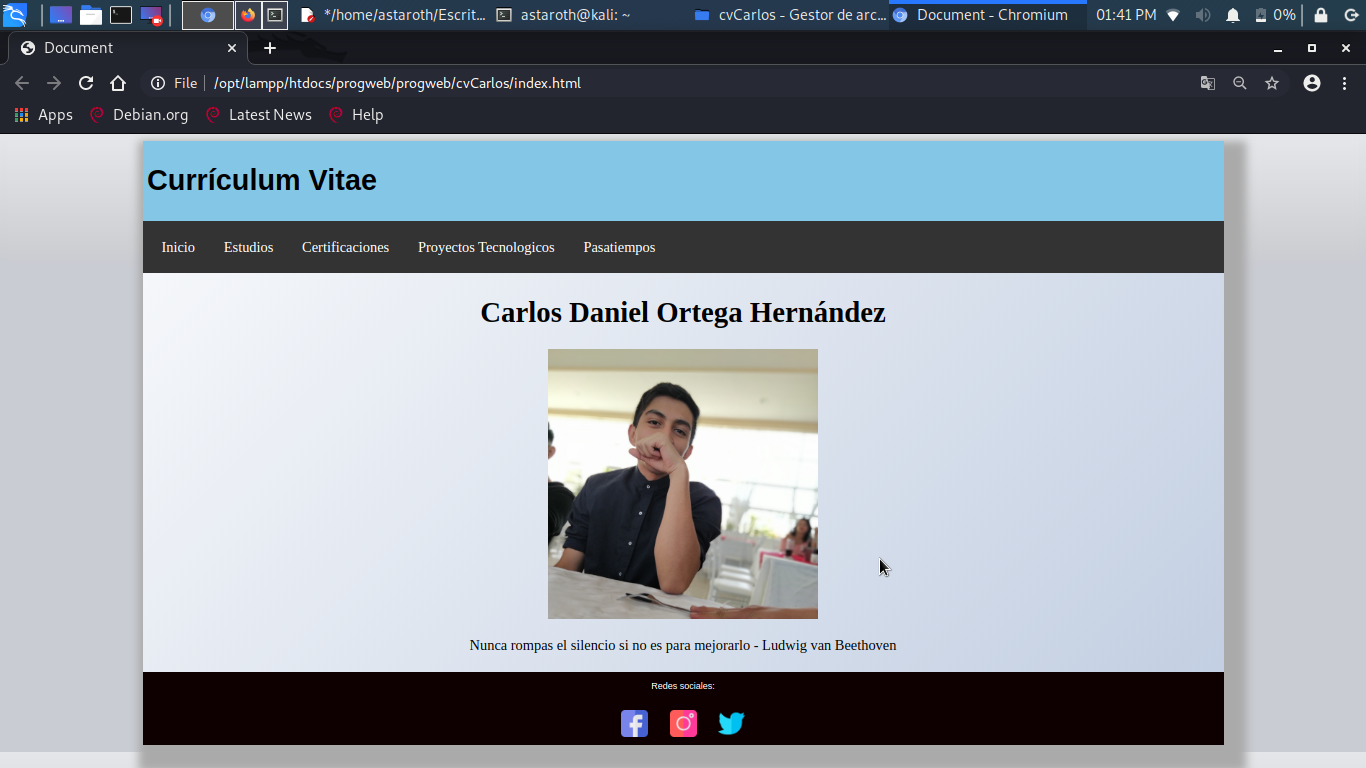 */home/astaroth/Escrit... astaroth@kali: ~ cvCarlos - Gestor de arc... Document - Chromium 01:41 PM 0%
Document
File /opt/lampp/htdocs/progweb/progweb/cvCarlos/index.html
Apps Debian.org Latest News Help
Currículum Vitae
Inicio Estudios Certificaciones Proyectos Tecnologicos Pasatiempos
Carlos Daniel Ortega Hernández
Nunca rompas el silencio si no es para mejorarlo - Ludwig van Beethoven
Redes sociales: